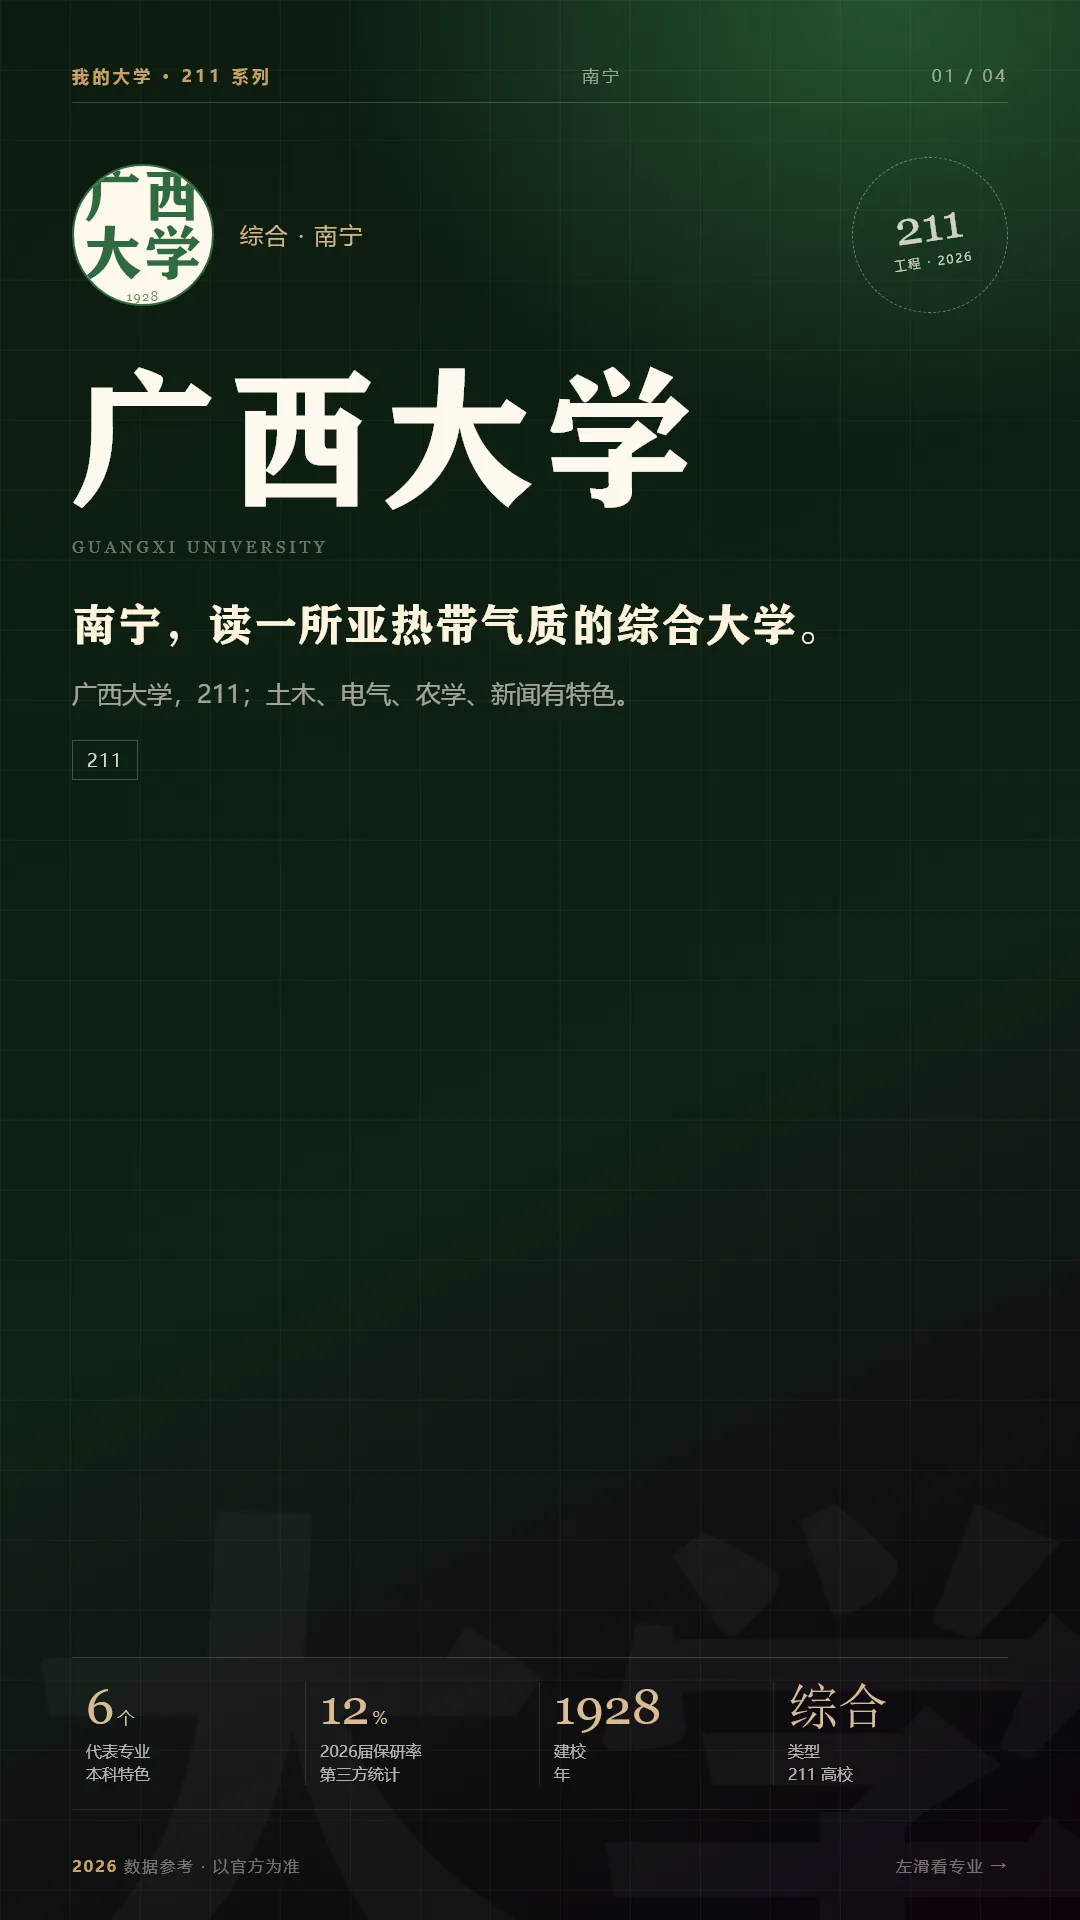 我的大学 · 211 系列
南宁
01 / 04
广西
大学
1928
综合 · 南宁
211
工程 · 2026
广西大学
GUANGXI UNIVERSITY
南宁，读一所亚热带气质的综合大学。
广西大学，211；土木、电气、农学、新闻有特色。
211
大学
6个
代表专业
本科特色
12%
2026届保研率
第三方统计
1928
建校
年
综合
类型
211 高校
2026 数据参考 · 以官方为准
左滑看专业 →